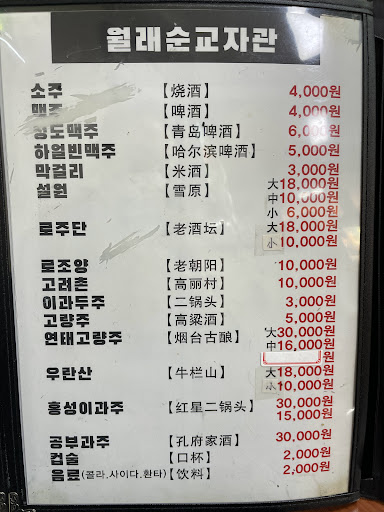 월래순교자관
소주 【烧酒】 4,000원
맥주 【啤酒】 4,000원
청도맥주 【青岛啤酒】 6,000원
하얼빈맥주 【哈尔滨啤酒】 5,000원
막걸리 【米酒】 3,000원
설원 【雪原】 大18,000원
中10,000원
小 6,000원
로주단 【老酒坛】 大18,000원
小10,000원
로조양 【老朝阳】 10,000원
고려촌 【高丽村】 10,000원
이과두주 【二锅头】 3,000원
고량주 【高粱酒】 5,000원
연태고량주 【烟台古酿】 大30,000원
中16,000원
원
우란산 【牛栏山】 大18,000원
小10,000원
홍성이과주 【红星二锅头】 30,000원
15,000원
공부과주 【孔府家酒】 30,000원
컵술 【口杯】 2,000원
음료(콜라.사이다.환타)【饮料】 2,000원